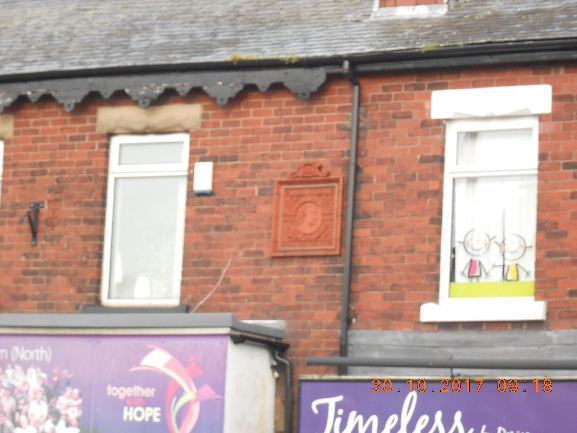 m (North)
together
HOPE
Timeless
30.10.2017 09:18